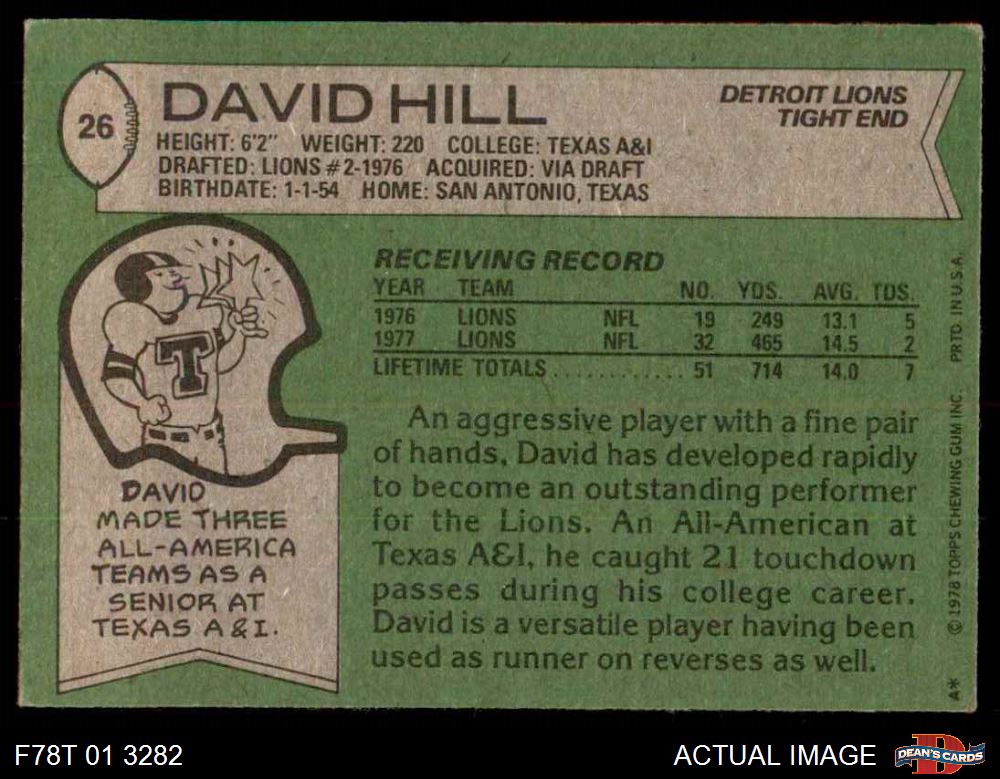 26
DAVID HILL
DETROIT LIONS
TIGHT END
HEIGHT: 6'2" WEIGHT: 220 COLLEGE: TEXAS A&I
DRAFTED: LIONS #2-1976 ACQUIRED: VIA DRAFT
BIRTHDATE: 1-1-54 HOME: SAN ANTONIO, TEXAS
T
DAVID
MADE THREE
ALL-AMERICA
TEAMS AS A
SENIOR AT
TEXAS A & I.
RECEIVING RECORD
YEAR TEAM NO. YDS. AVG. TDS.
1976 LIONS NFL 19 249 13.1 5
1977 LIONS NFL 32 465 14.5 2
LIFETIME TOTALS . . . . . . . . . . . . 51 714 14.0 7
An aggressive player with a fine pair
of hands, David has developed rapidly
to become an outstanding performer
for the Lions. An All-American at
Texas A&I, he caught 21 touchdown
passes during his college career.
David is a versatile player having been
used as runner on reverses as well.
A* © 1978 TOPPS CHEWING GUM INC. PRTD. IN U.S.A.
F78T 01 3282
ACTUAL IMAGE
D
DEAN'S CARDS